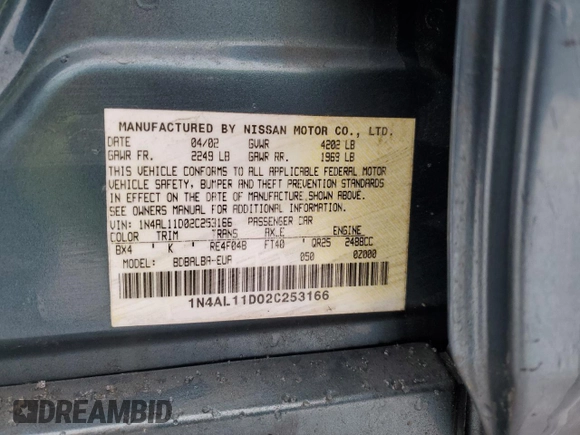 MANUFACTURED BY NISSAN MOTOR CO., LTD.
DATE 04/02 GVWR 4202 LB
GAWR FR. 2249 LB GAWR RR. 1969 LB
THIS VEHICLE CONFORMS TO ALL APPLICABLE FEDERAL MOTOR
VEHICLE SAFETY, BUMPER AND THEFT PREVENTION STANDARDS
IN EFFECT ON THE DATE OF MANUFACTURE SHOWN ABOVE.
SEE OWNERS MANUAL FOR ADDITIONAL INFORMATION.
VIN: 1N4AL11D02C253166 PASSENGER CAR
COLOR TRIM TRANS AXLE ENGINE
BX4 K RE4F04B FT40 QR25 2488CC
MODEL: BDBALBA-EUA 050 02000
1N4AL11D02C253166
DREAMBID